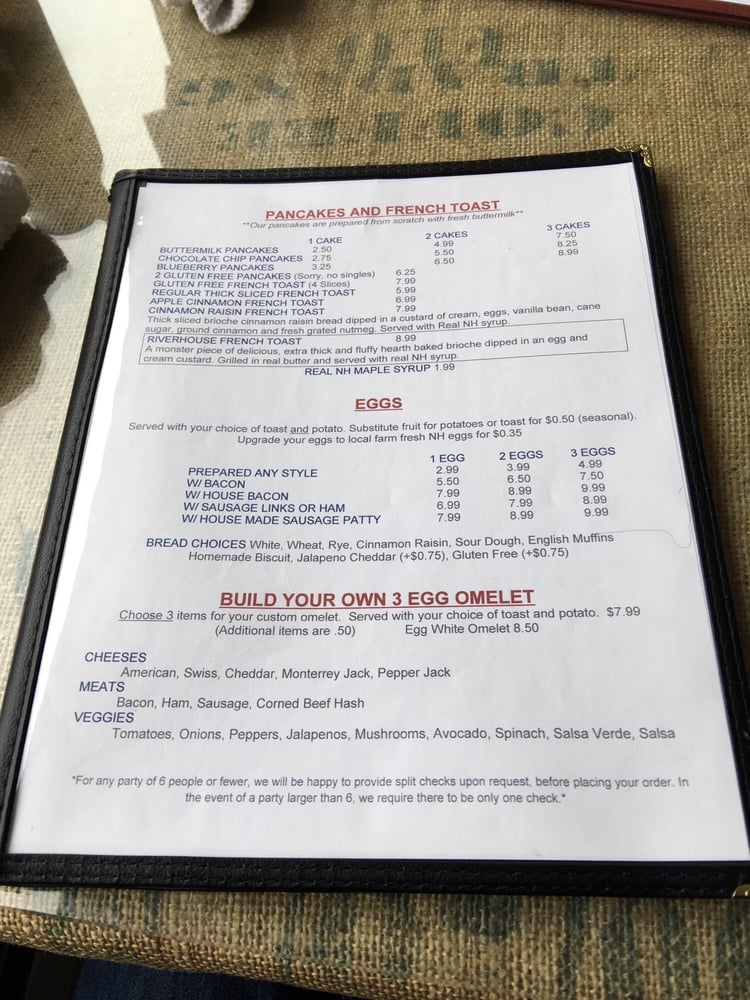 PANCAKES AND FRENCH TOAST
**Our pancakes are prepared from scratch with fresh buttermilk**
1 CAKE 2 CAKES 3 CAKES
BUTTERMILK PANCAKES 2.50 4.99 7.50
CHOCOLATE CHIP PANCAKES 2.75 5.50 8.25
BLUEBERRY PANCAKES 3.25 6.50 8.99
2 GLUTEN FREE PANCAKES (Sorry, no singles) 6.25
GLUTEN FREE FRENCH TOAST (4 Slices) 7.99
REGULAR THICK SLICED FRENCH TOAST 5.99
APPLE CINNAMON FRENCH TOAST 6.99
CINNAMON RAISIN FRENCH TOAST 7.99
Thick sliced brioche cinnamon raisin bread dipped in a custard of cream, eggs, vanilla bean, cane
sugar, ground cinnamon and fresh grated nutmeg. Served with Real NH syrup.
RIVERHOUSE FRENCH TOAST 8.99
A monster piece of delicious, extra thick and fluffy hearth baked brioche dipped in an egg and
cream custard. Grilled in real butter and served with real NH syrup.
REAL NH MAPLE SYRUP 1.99
EGGS
Served with your choice of toast and potato. Substitute fruit for potatoes or toast for $0.50 (seasonal).
Upgrade your eggs to local farm fresh NH eggs for $0.35
1 EGG 2 EGGS 3 EGGS
PREPARED ANY STYLE 2.99 3.99 4.99
W/ BACON 5.50 6.50 7.50
W/ HOUSE BACON 7.99 8.99 9.99
W/ SAUSAGE LINKS OR HAM 6.99 7.99 8.99
W/ HOUSE MADE SAUSAGE PATTY 7.99 8.99 9.99
BREAD CHOICES White, Wheat, Rye, Cinnamon Raisin, Sour Dough, English Muffins
Homemade Biscuit, Jalapeno Cheddar (+$0.75), Gluten Free (+$0.75)
BUILD YOUR OWN 3 EGG OMELET
Choose 3 items for your custom omelet. Served with your choice of toast and potato. $7.99
(Additional items are .50) Egg White Omelet 8.50
CHEESES
American, Swiss, Cheddar, Monterrey Jack, Pepper Jack
MEATS
Bacon, Ham, Sausage, Corned Beef Hash
VEGGIES
Tomatoes, Onions, Peppers, Jalapenos, Mushrooms, Avocado, Spinach, Salsa Verde, Salsa
*For any party of 6 people or fewer, we will be happy to provide split checks upon request, before placing your order. In
the event of a party larger than 6, we require there to be only one check.*